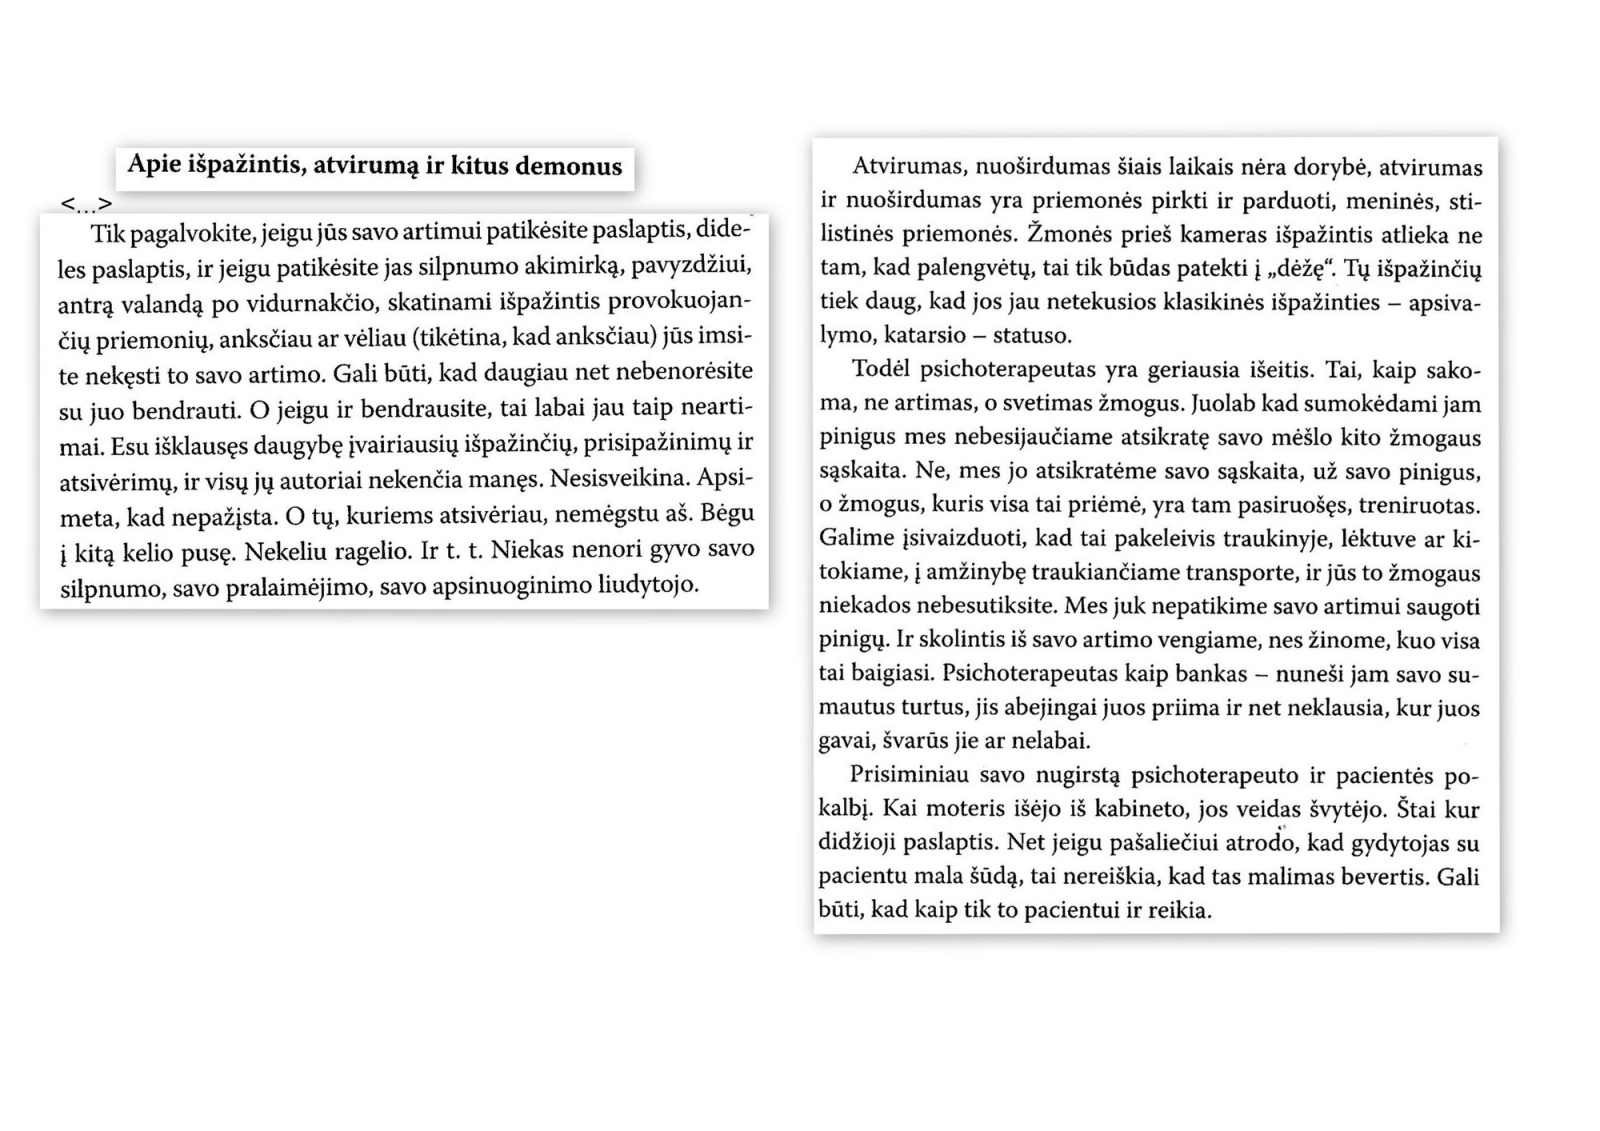 Apie išpažintis, atvirumą ir kitus demonus
<...>
Tik pagalvokite, jeigu jūs savo artimui patikėsite paslaptis, dide-
les paslaptis, ir jeigu patikėsite jas silpnumo akimirką, pavyzdžiui,
antrą valandą po vidurnakčio, skatinami išpažintis provokuojan-
čių priemonių, anksčiau ar vėliau (tikėtina, kad anksčiau) jūs imsi-
te nekęsti to savo artimo. Gali būti, kad daugiau net nebenorėsite
su juo bendrauti. O jeigu ir bendrausite, tai labai jau taip nearti-
mai. Esu išklausęs daugybę įvairiausių išpažinčių, prisipažinimų ir
atsivėrimų, ir visų jų autoriai nekenčia manęs. Nesisveikina. Apsi-
meta, kad nepažįsta. O tų, kuriems atsivėriau, nemėgstu aš. Bėgu
į kitą kelio pusę. Nekeliu ragelio. Ir t. t. Niekas nenori gyvo savo
silpnumo, savo pralaimėjimo, savo apsinuoginimo liudytojo.
Atvirumas, nuoširdumas šiais laikais nėra dorybė, atvirumas
ir nuoširdumas yra priemonės pirkti ir parduoti, meninės, sti-
listinės priemonės. Žmonės prieš kameras išpažintis atlieka ne
tam, kad palengvėtų, tai tik būdas patekti į „dėžę“. Tų išpažinčių
tiek daug, kad jos jau netekusios klasikinės išpažinties – apsiva-
lymo, katarsio – statuso.
Todėl psichoterapeutas yra geriausia išeitis. Tai, kaip sako-
ma, ne artimas, o svetimas žmogus. Juolab kad sumokėdami jam
pinigus mes nebesijaučiame atsikratę savo mėšlo kito žmogaus
sąskaita. Ne, mes jo atsikratėme savo sąskaita, už savo pinigus,
o žmogus, kuris visa tai priėmė, yra tam pasiruošęs, treniruotas.
Galime įsivaizduoti, kad tai pakeleivis traukinyje, lėktuve ar ki-
tokiame, į amžinybę traukiančiame transporte, ir jūs to žmogaus
niekados nebesutiksite. Mes juk nepatikime savo artimui saugoti
pinigų. Ir skolintis iš savo artimo vengiame, nes žinome, kuo visa
tai baigiasi. Psichoterapeutas kaip bankas – nuneši jam savo su-
mautus turtus, jis abejingai juos priima ir net neklausia, kur juos
gavai, švarūs jie ar nelabai.
Prisiminiau savo nugirstą psichoterapeuto ir pacientės po-
kalbį. Kai moteris išėjo iš kabineto, jos veidas švytėjo. Štai kur
didžioji paslaptis. Net jeigu pašaliečiui atrodo, kad gydytojas su
pacientu mala šūdą, tai nereiškia, kad tas malimas bevertis. Gali
būti, kad kaip tik to pacientui ir reikia.